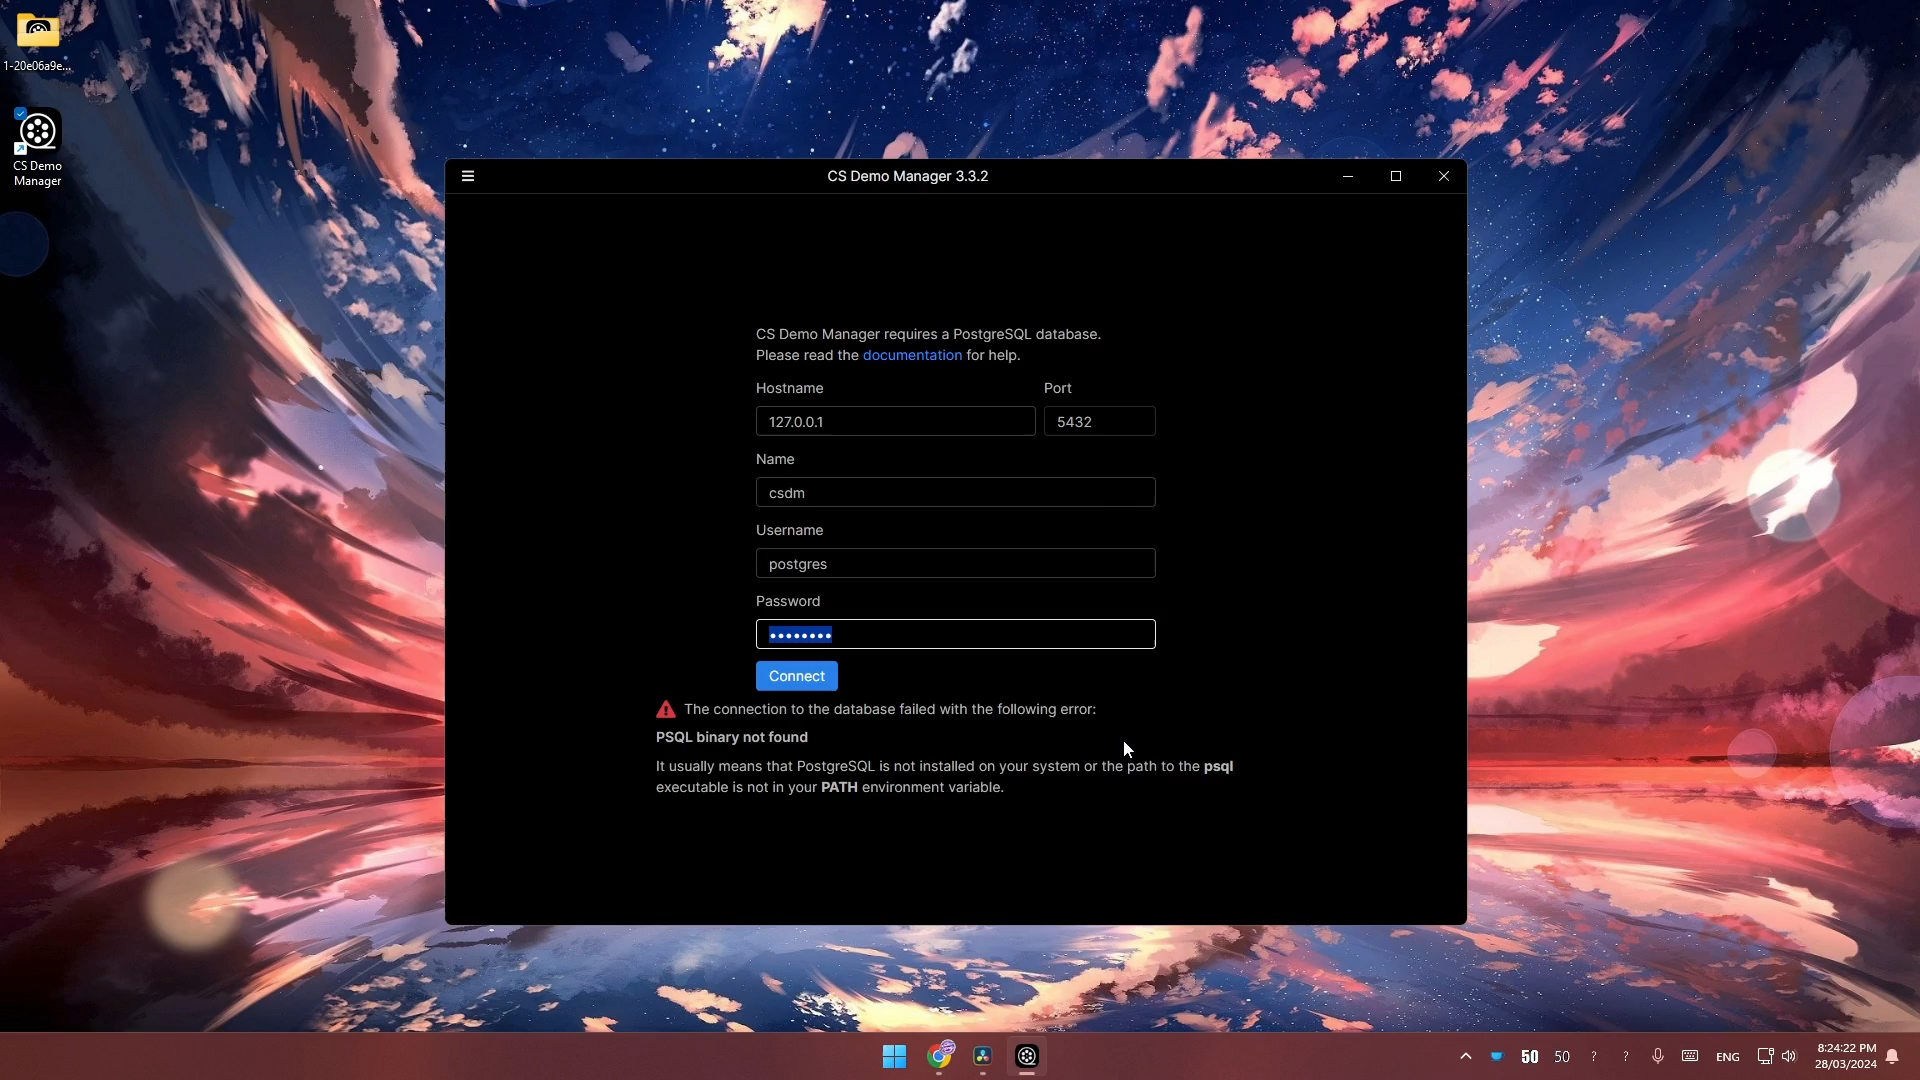 1-20e06a9e...
CS Demo
Manager
CS Demo Manager 3.3.2
CS Demo Manager requires a PostgreSQL database.
Please read the documentation for help.
Hostname
Port
127.0.0.1
5432
Name
csdm
Username
postgres
Password
••••••••
Connect
The connection to the database failed with the following error:
PSQL binary not found
It usually means that PostgreSQL is not installed on your system or the path to the psql
executable is not in your PATH environment variable.
50
50
?
?
ENG
8:24:22 PM
28/03/2024